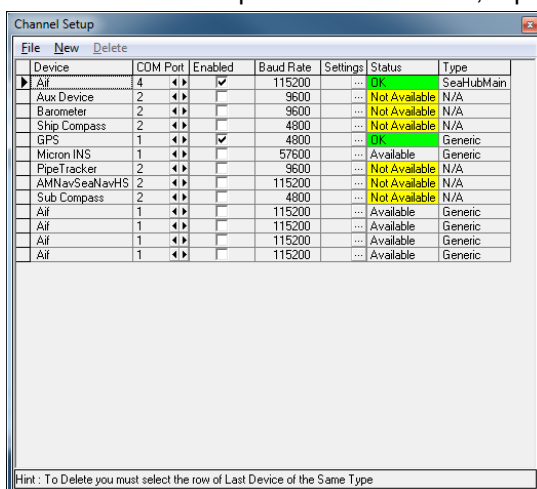 Channel Setup
File New Delete
Device COM Port Enabled Baud Rate Settings Status Type
Aif 4 115200 ... OK SeaHubMain
Aux Device 2 9600 ... Not Available N/A
Barometer 2 9600 ... Not Available N/A
Ship Compass 2 4800 ... Not Available N/A
GPS 1 4800 ... OK Generic
Micron INS 1 57600 ... Available Generic
PipeTracker 2 9600 ... Not Available N/A
AMNavSeaNavHS 2 115200 ... Not Available N/A
Sub Compass 2 4800 ... Not Available N/A
Aif 1 115200 ... Available Generic
Aif 1 115200 ... Available Generic
Aif 1 115200 ... Available Generic
Aif 1 115200 ... Available Generic
Hint : To Delete you must select the row of Last Device of the Same Type